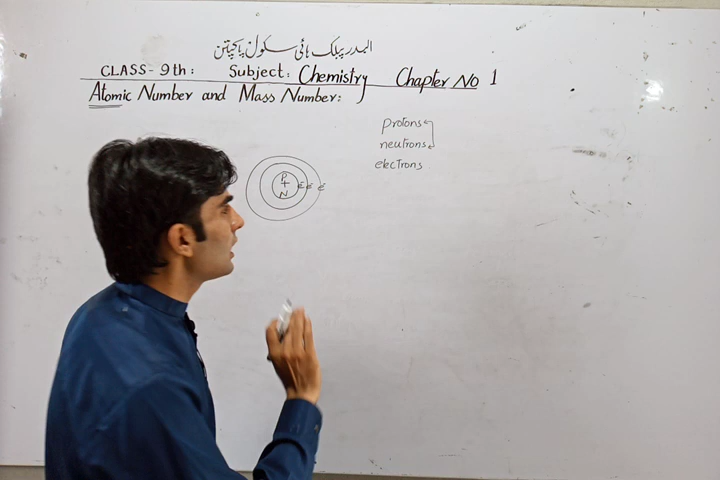 البدر پبلک ہائی سکول پاکپتن
CLASS-9th: Subject: Chemistry Chapter No 1
Atomic Number and Mass Number:
protons
neutrons
electrons
P
+
N
e⁻ e⁻ e⁻